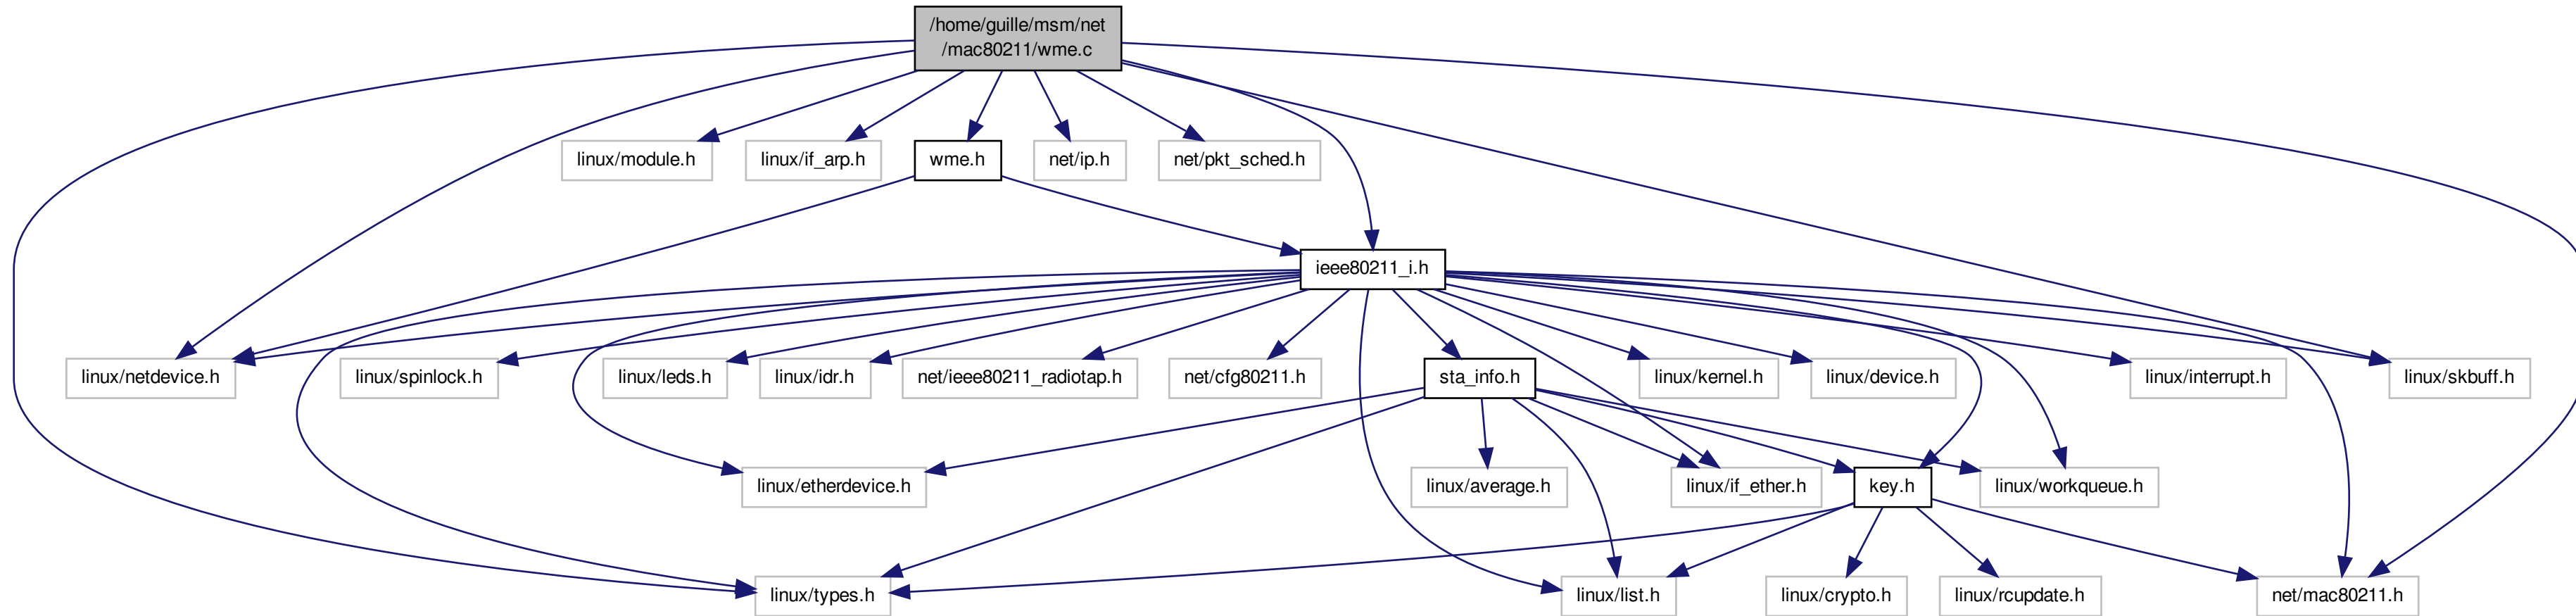 /home/guille/msm/net
/mac80211/wme.c
linux/module.h
linux/if_arp.h
wme.h
net/ip.h
net/pkt_sched.h
ieee80211_i.h
linux/netdevice.h
linux/spinlock.h
linux/leds.h
linux/idr.h
net/ieee80211_radiotap.h
net/cfg80211.h
sta_info.h
linux/kernel.h
linux/device.h
linux/interrupt.h
linux/skbuff.h
linux/etherdevice.h
linux/average.h
linux/if_ether.h
key.h
linux/workqueue.h
linux/types.h
linux/list.h
linux/crypto.h
linux/rcupdate.h
net/mac80211.h